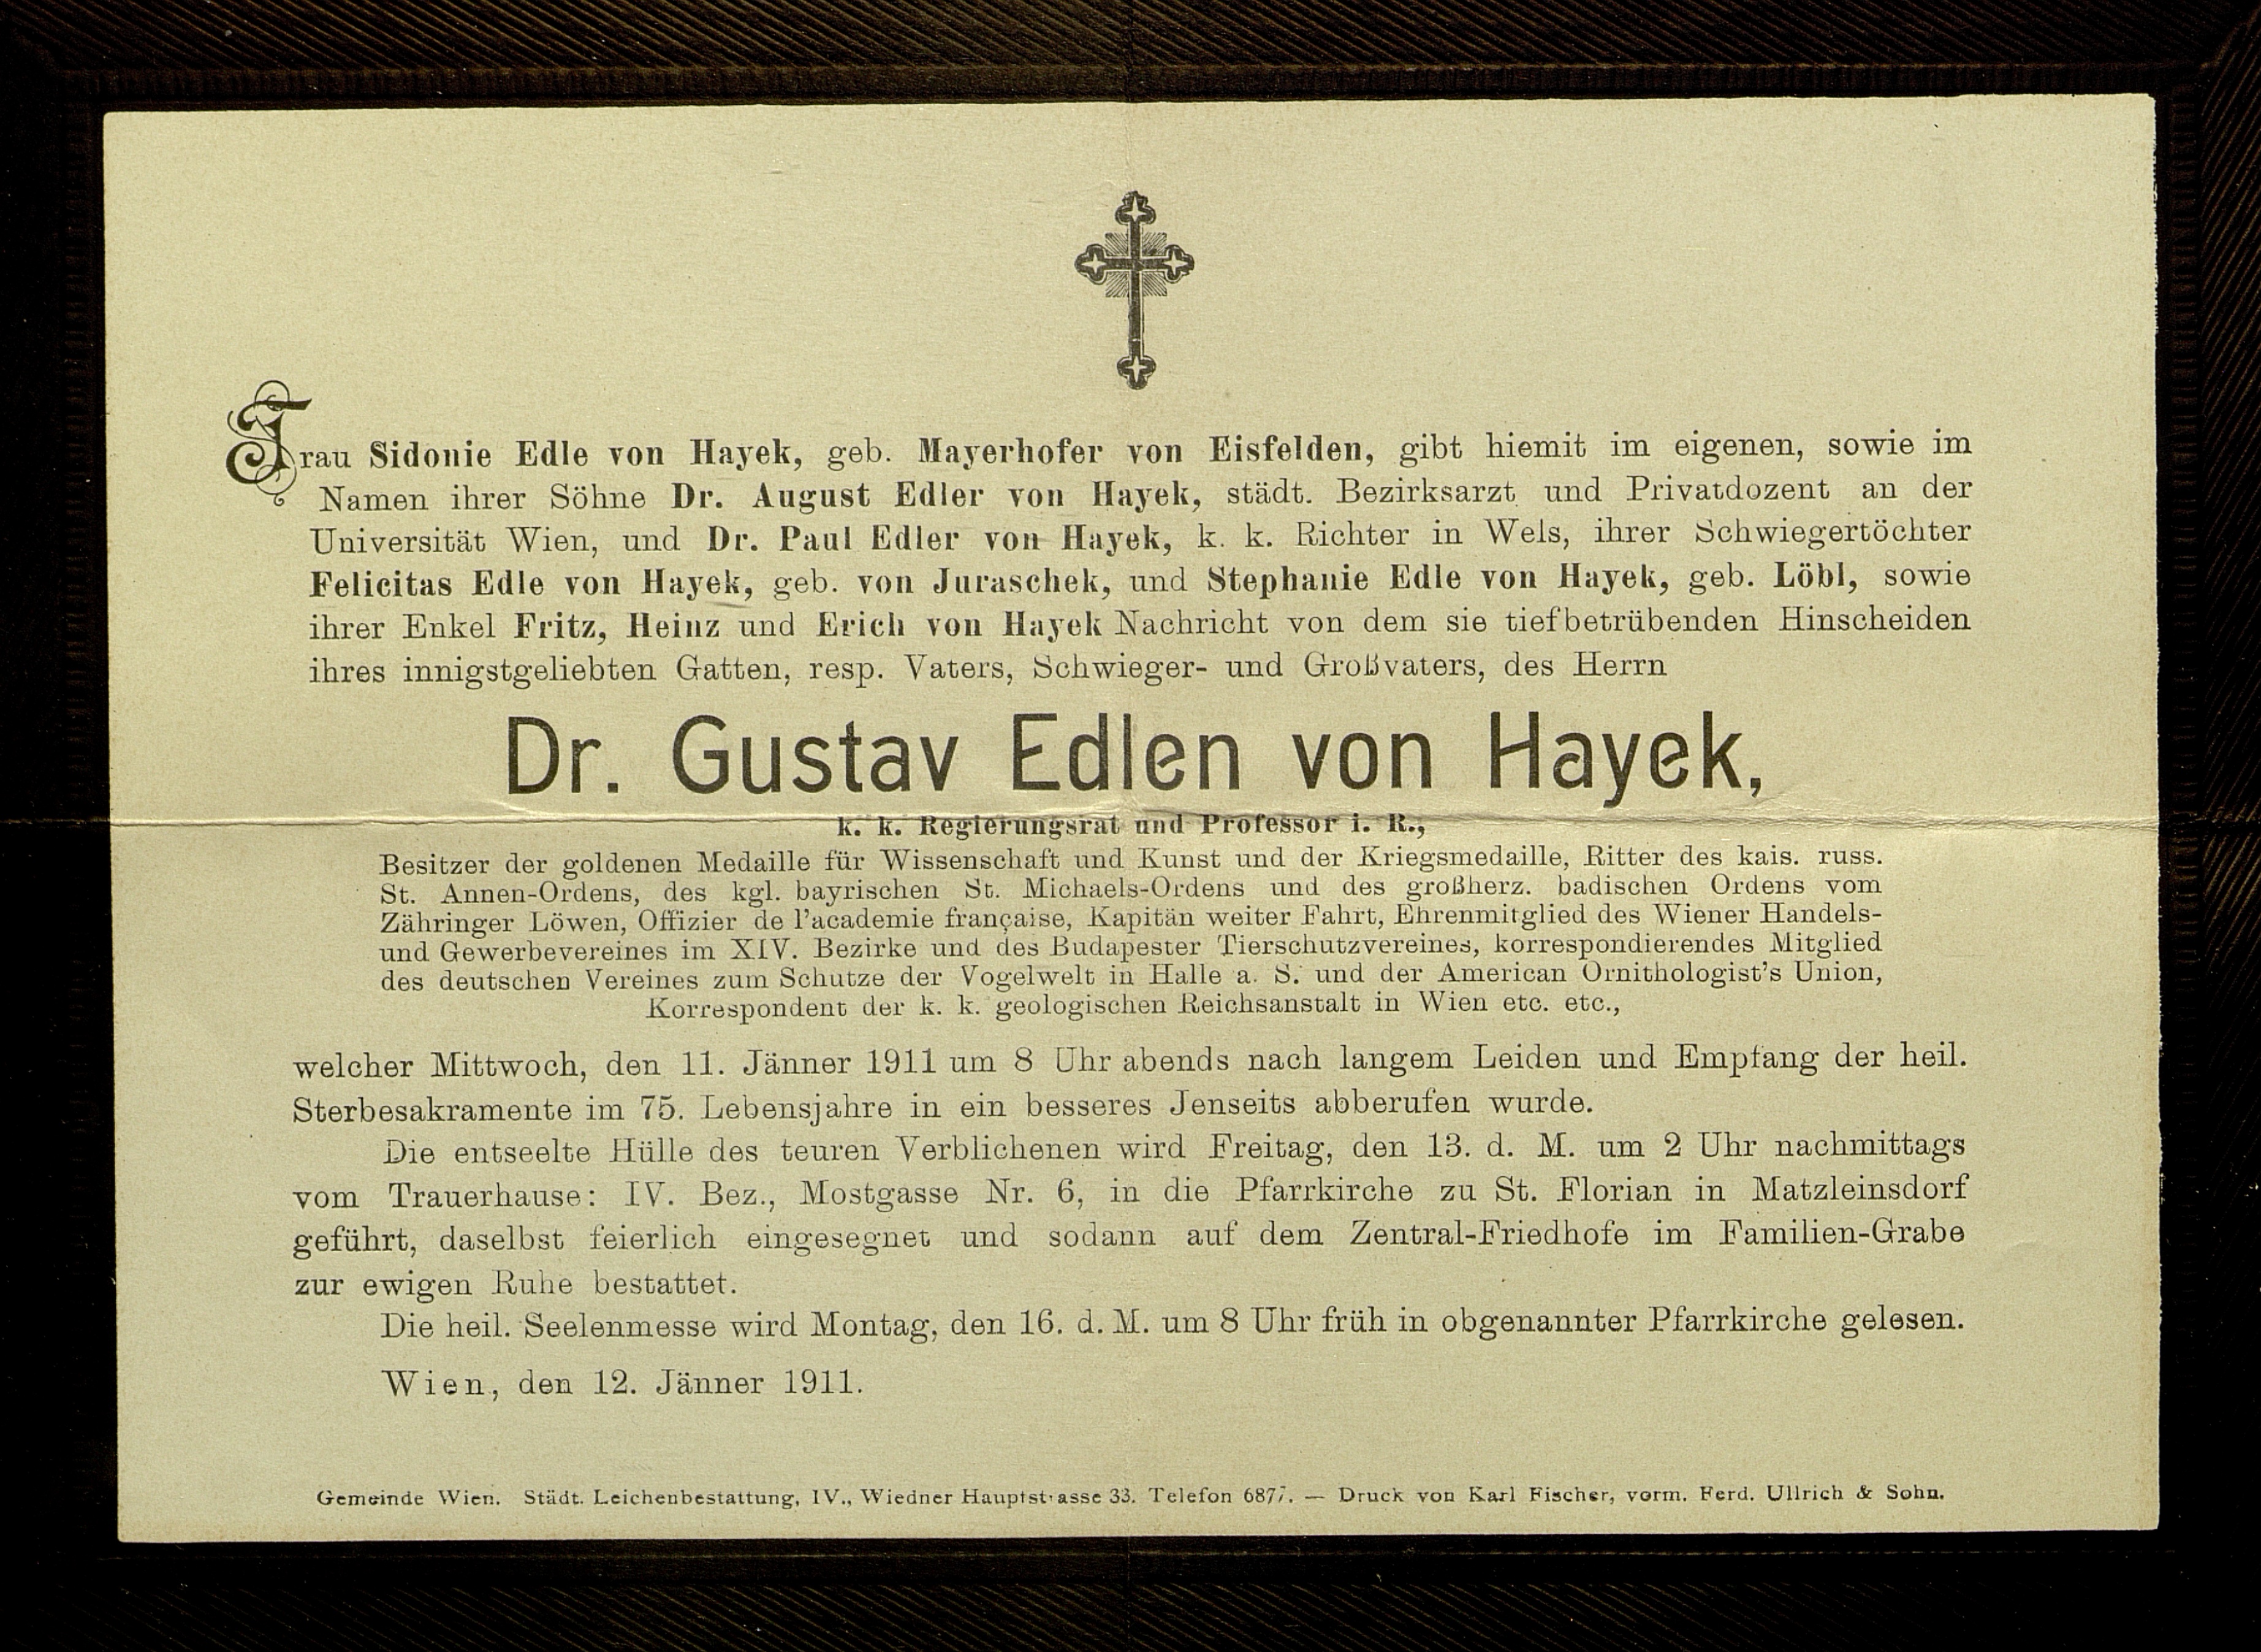 Frau Sidonie Edle von Hayek, geb. Mayerhofer von Eisfelden, gibt hiemit im eigenen, sowie im
Namen ihrer Söhne Dr. August Edler von Hayek, städt. Bezirksarzt und Privatdozent an der
Universität Wien, und Dr. Paul Edler von Hayek, k. k. Richter in Wels, ihrer Schwiegertöchter
Felicitas Edle von Hayek, geb. von Juraschek, und Stephanie Edle von Hayek, geb. Löbl, sowie
ihrer Enkel Fritz, Heinz und Erich von Hayek Nachricht von dem sie tiefbetrübenden Hinscheiden
ihres innigstgeliebten Gatten, resp. Vaters, Schwieger- und Großvaters, des Herrn
Dr. Gustav Edlen von Hayek,
k. k. Regierungsrat und Professor i. R.,
Besitzer der goldenen Medaille für Wissenschaft und Kunst und der Kriegsmedaille, Ritter des kais. russ.
St. Annen-Ordens, des kgl. bayrischen St. Michaels-Ordens und des großherz. badischen Ordens vom
Zähringer Löwen, Offizier de l'academie française, Kapitän weiter Fahrt, Ehrenmitglied des Wiener Handels-
und Gewerbevereines im XIV. Bezirke und des Budapester Tierschutzvereines, korrespondierendes Mitglied
des deutschen Vereines zum Schutze der Vogelwelt in Halle a. S. und der American Ornithologist's Union,
Korrespondent der k. k. geologischen Reichsanstalt in Wien etc. etc.,
welcher Mittwoch, den 11. Jänner 1911 um 8 Uhr abends nach langem Leiden und Empfang der heil.
Sterbesakramente im 75. Lebensjahre in ein besseres Jenseits abberufen wurde.
Die entseelte Hülle des teuren Verblichenen wird Freitag, den 13. d. M. um 2 Uhr nachmittags
vom Trauerhause: IV. Bez., Mostgasse Nr. 6, in die Pfarrkirche zu St. Florian in Matzleinsdorf
geführt, daselbst feierlich eingesegnet und sodann auf dem Zentral-Friedhofe im Familien-Grabe
zur ewigen Ruhe bestattet.
Die heil. Seelenmesse wird Montag, den 16. d. M. um 8 Uhr früh in obgenannter Pfarrkirche gelesen.
Wien, den 12. Jänner 1911.
Gemeinde Wien. Städt. Leichenbestattung, IV., Wiedner Hauptstrasse 33. Telefon 6877. — Druck von Karl Fischer, vorm. Ferd. Ullrich & Sohn.